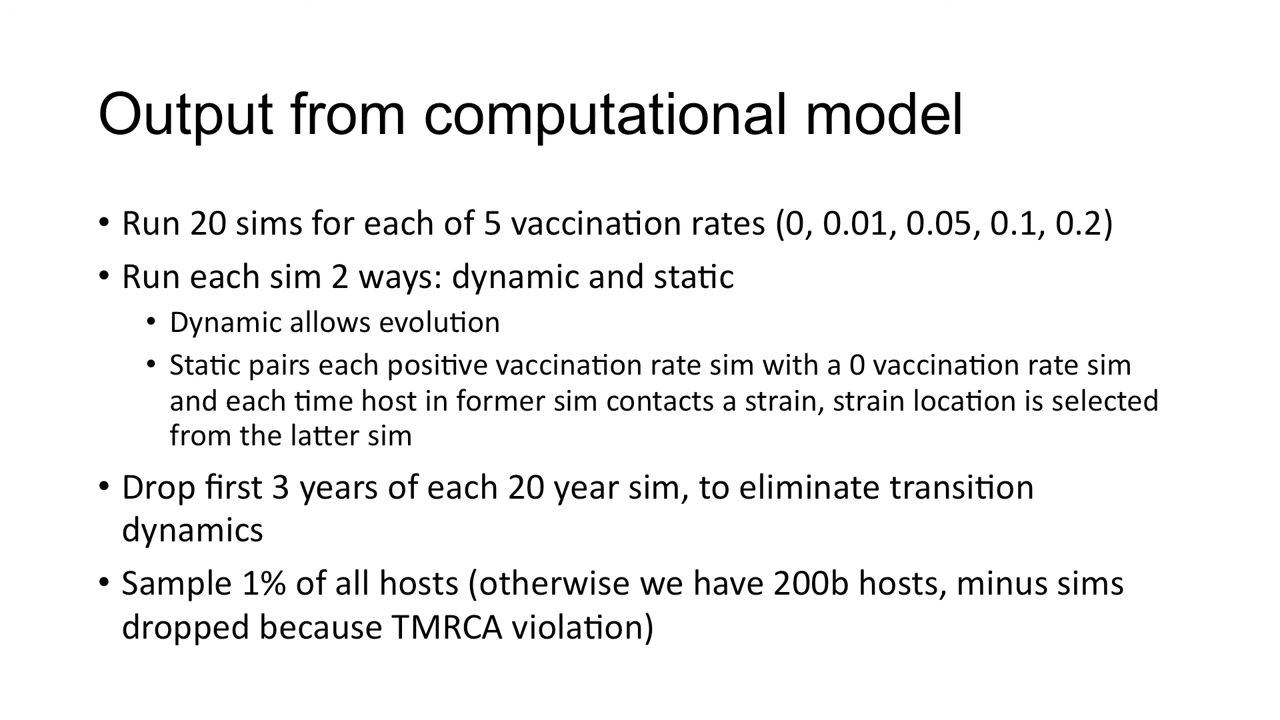 Output from computational model
• Run 20 sims for each of 5 vaccination rates (0, 0.01, 0.05, 0.1, 0.2)
• Run each sim 2 ways: dynamic and static
• Dynamic allows evolution
• Static pairs each positive vaccination rate sim with a 0 vaccination rate sim
and each time host in former sim contacts a strain, strain location is selected
from the latter sim
• Drop first 3 years of each 20 year sim, to eliminate transition
dynamics
• Sample 1% of all hosts (otherwise we have 200b hosts, minus sims
dropped because TMRCA violation)